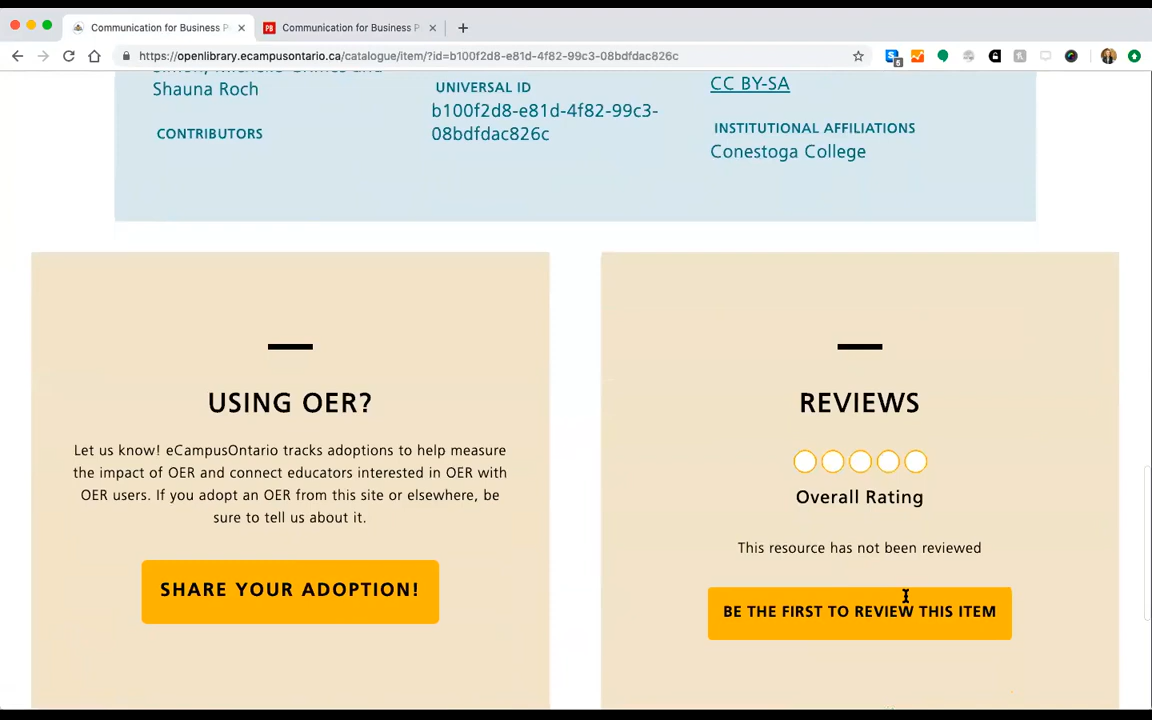 Communication for Business P
Communication for Business P
https://openlibrary.ecampusontario.ca/catalogue/item/?id=b100f2d8-e81d-4f82-99c3-08bdfdac826c
Shauna Roch
CONTRIBUTORS
UNIVERSAL ID
b100f2d8-e81d-4f82-99c3-
08bdfdac826c
CC BY-SA
INSTITUTIONAL AFFILIATIONS
Conestoga College
USING OER?
Let us know! eCampusOntario tracks adoptions to help measure
the impact of OER and connect educators interested in OER with
OER users. If you adopt an OER from this site or elsewhere, be
sure to tell us about it.
SHARE YOUR ADOPTION!
REVIEWS
Overall Rating
This resource has not been reviewed
BE THE FIRST TO REVIEW THIS ITEM